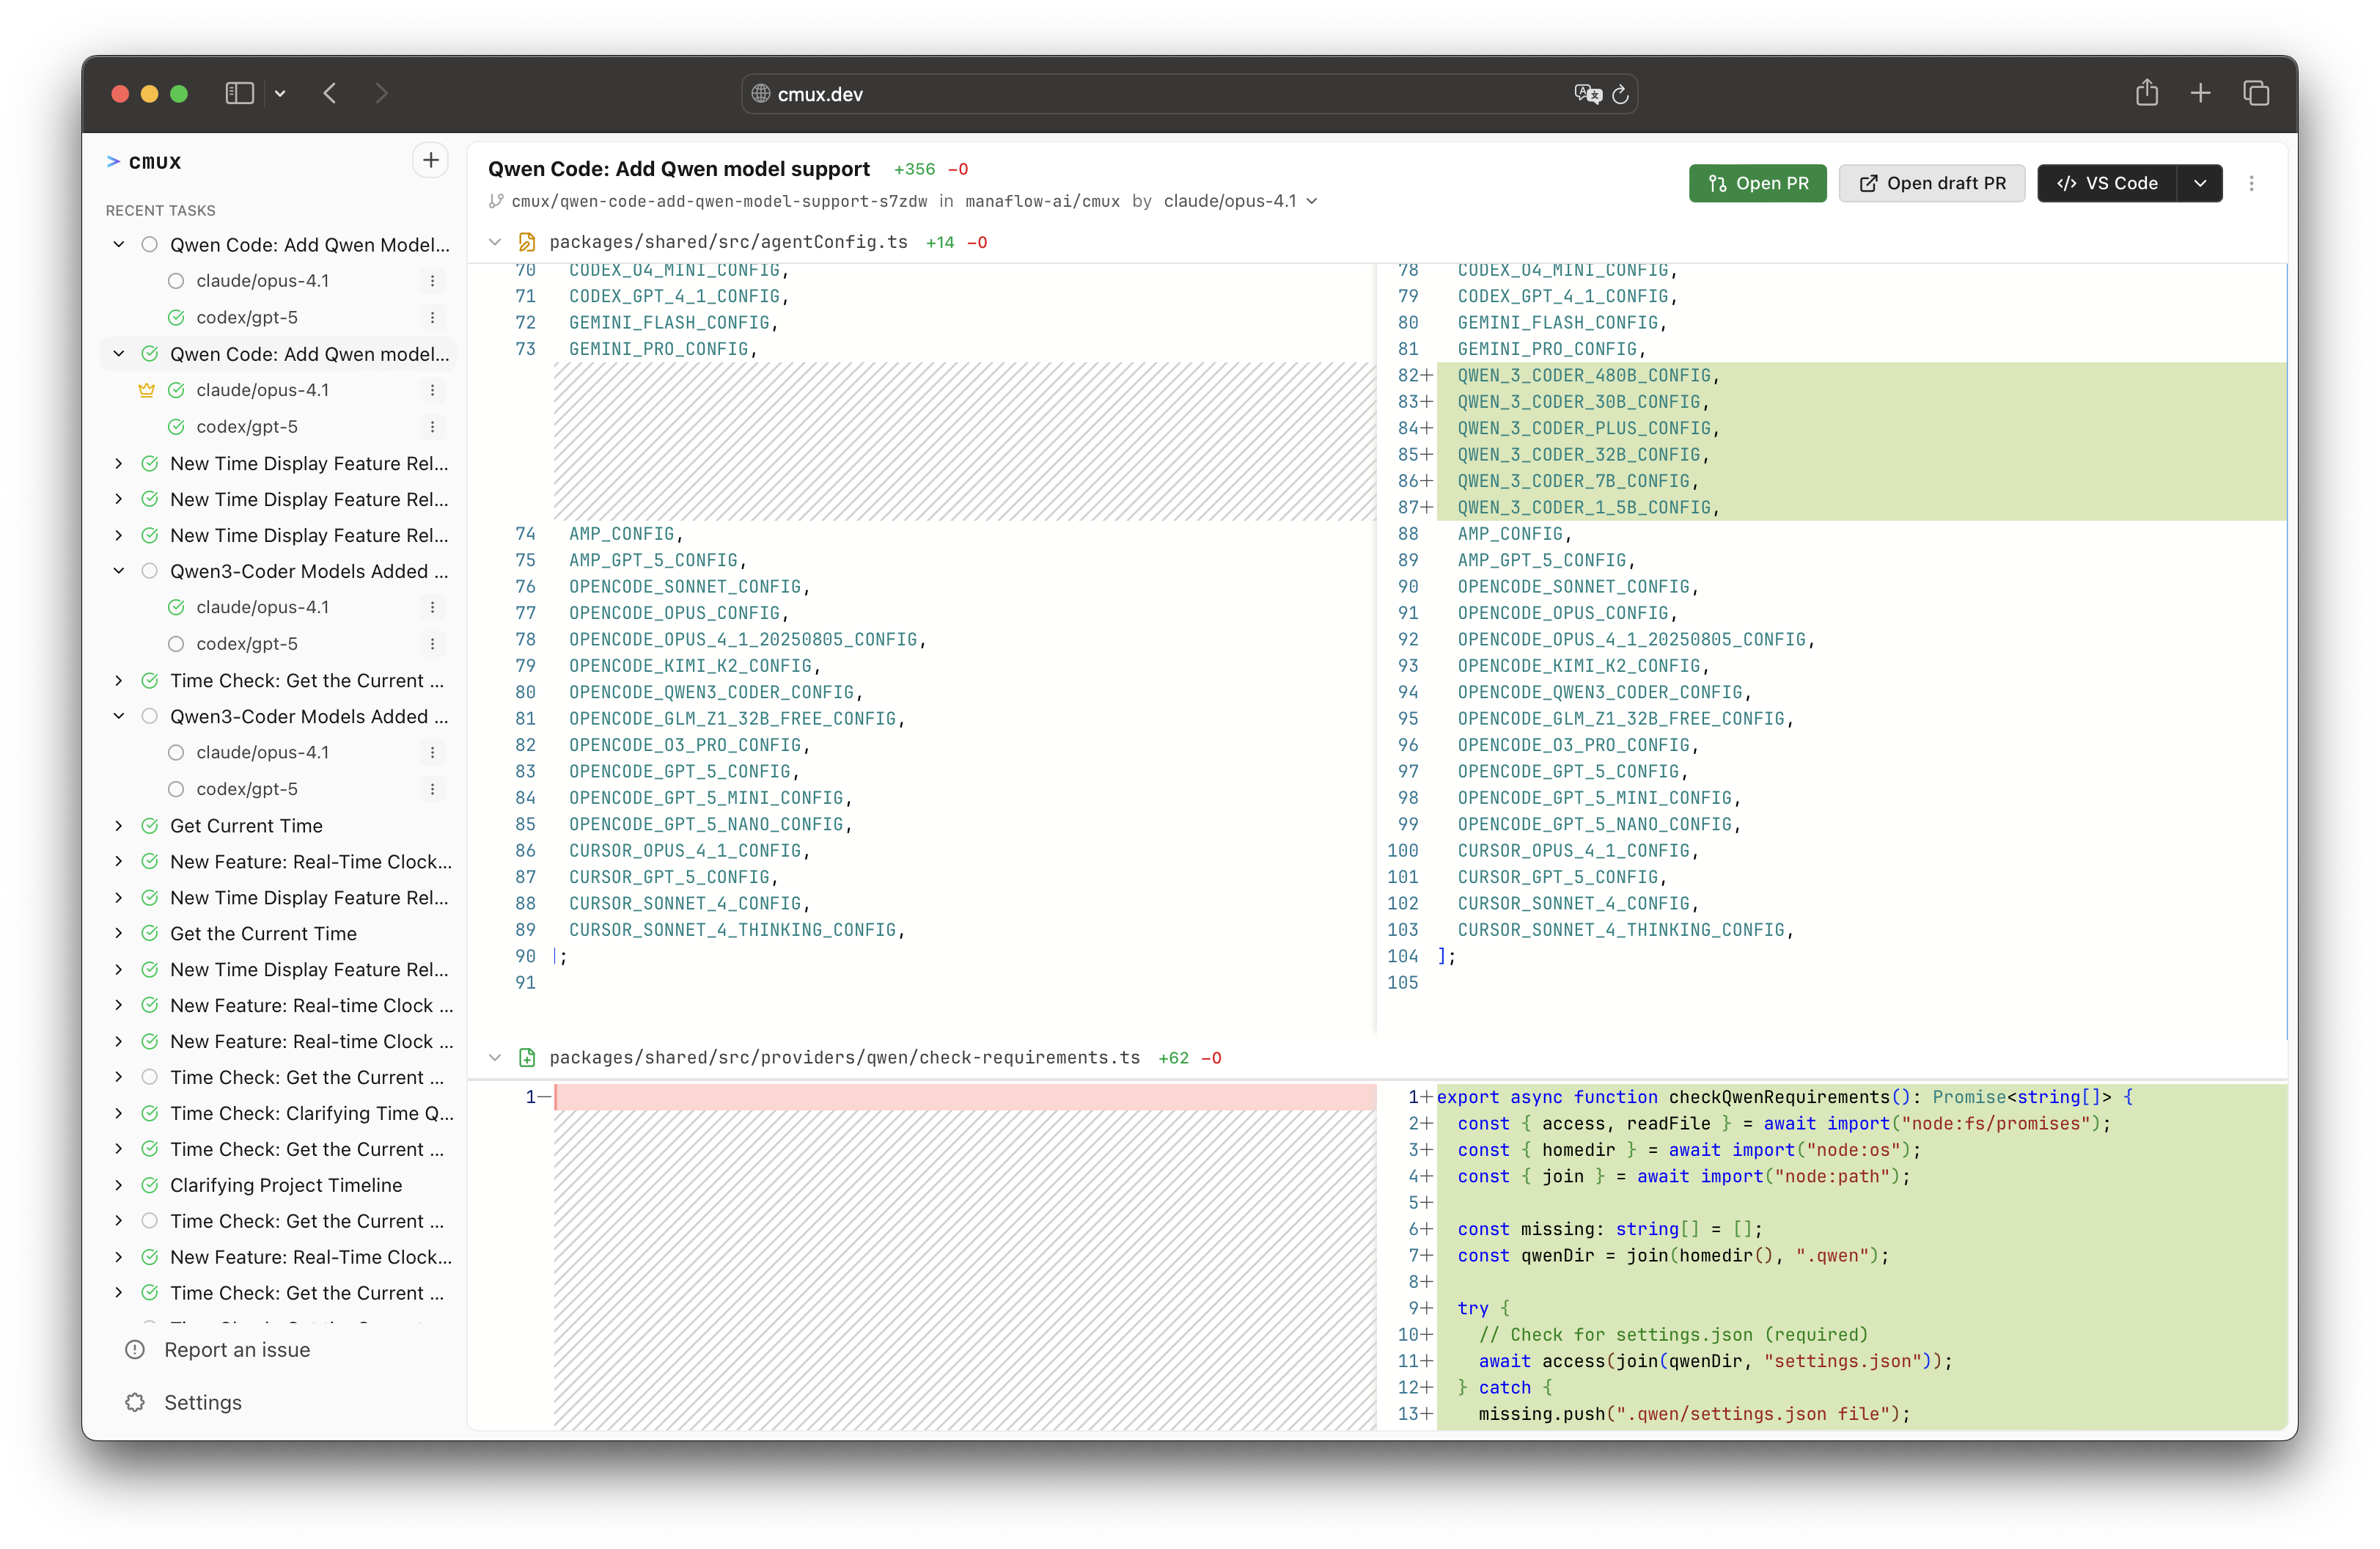 cmux.dev
> cmux
RECENT TASKS
Qwen Code: Add Qwen Model...
claude/opus-4.1
codex/gpt-5
Qwen Code: Add Qwen model...
claude/opus-4.1
codex/gpt-5
New Time Display Feature Rel...
New Time Display Feature Rel...
New Time Display Feature Rel...
Qwen3-Coder Models Added ...
claude/opus-4.1
codex/gpt-5
Time Check: Get the Current ...
Qwen3-Coder Models Added ...
claude/opus-4.1
codex/gpt-5
Get Current Time
New Feature: Real-Time Clock...
New Time Display Feature Rel...
Get the Current Time
New Time Display Feature Rel...
New Feature: Real-time Clock ...
New Feature: Real-time Clock ...
Time Check: Get the Current ...
Time Check: Clarifying Time Q...
Time Check: Get the Current ...
Clarifying Project Timeline
Time Check: Get the Current ...
New Feature: Real-Time Clock...
Time Check: Get the Current ...
Report an issue
Settings
Qwen Code: Add Qwen model support +356 −0
cmux/qwen-code-add-qwen-model-support-s7zdw in manaflow-ai/cmux by claude/opus-4.1
Open PR
Open draft PR
</> VS Code
packages/shared/src/agentConfig.ts +14 −0
70 CODEX_O4_MINI_CONFIG,
71 CODEX_GPT_4_1_CONFIG,
72 GEMINI_FLASH_CONFIG,
73 GEMINI_PRO_CONFIG,
74 AMP_CONFIG,
75 AMP_GPT_5_CONFIG,
76 OPENCODE_SONNET_CONFIG,
77 OPENCODE_OPUS_CONFIG,
78 OPENCODE_OPUS_4_1_20250805_CONFIG,
79 OPENCODE_KIMI_K2_CONFIG,
80 OPENCODE_QWEN3_CODER_CONFIG,
81 OPENCODE_GLM_Z1_32B_FREE_CONFIG,
82 OPENCODE_O3_PRO_CONFIG,
83 OPENCODE_GPT_5_CONFIG,
84 OPENCODE_GPT_5_MINI_CONFIG,
85 OPENCODE_GPT_5_NANO_CONFIG,
86 CURSOR_OPUS_4_1_CONFIG,
87 CURSOR_GPT_5_CONFIG,
88 CURSOR_SONNET_4_CONFIG,
89 CURSOR_SONNET_4_THINKING_CONFIG,
90 ];
91
78 CODEX_O4_MINI_CONFIG,
79 CODEX_GPT_4_1_CONFIG,
80 GEMINI_FLASH_CONFIG,
81 GEMINI_PRO_CONFIG,
82+ QWEN_3_CODER_480B_CONFIG,
83+ QWEN_3_CODER_30B_CONFIG,
84+ QWEN_3_CODER_PLUS_CONFIG,
85+ QWEN_3_CODER_32B_CONFIG,
86+ QWEN_3_CODER_7B_CONFIG,
87+ QWEN_3_CODER_1_5B_CONFIG,
88 AMP_CONFIG,
89 AMP_GPT_5_CONFIG,
90 OPENCODE_SONNET_CONFIG,
91 OPENCODE_OPUS_CONFIG,
92 OPENCODE_OPUS_4_1_20250805_CONFIG,
93 OPENCODE_KIMI_K2_CONFIG,
94 OPENCODE_QWEN3_CODER_CONFIG,
95 OPENCODE_GLM_Z1_32B_FREE_CONFIG,
96 OPENCODE_O3_PRO_CONFIG,
97 OPENCODE_GPT_5_CONFIG,
98 OPENCODE_GPT_5_MINI_CONFIG,
99 OPENCODE_GPT_5_NANO_CONFIG,
100 CURSOR_OPUS_4_1_CONFIG,
101 CURSOR_GPT_5_CONFIG,
102 CURSOR_SONNET_4_CONFIG,
103 CURSOR_SONNET_4_THINKING_CONFIG,
104 ];
105
packages/shared/src/providers/qwen/check-requirements.ts +62 −0
1−
1+ export async function checkQwenRequirements(): Promise<string[]> {
2+ const { access, readFile } = await import("node:fs/promises");
3+ const { homedir } = await import("node:os");
4+ const { join } = await import("node:path");
5+
6+ const missing: string[] = [];
7+ const qwenDir = join(homedir(), ".qwen");
8+
9+ try {
10+ // Check for settings.json (required)
11+ await access(join(qwenDir, "settings.json"));
12+ } catch {
13+ missing.push(".qwen/settings.json file");